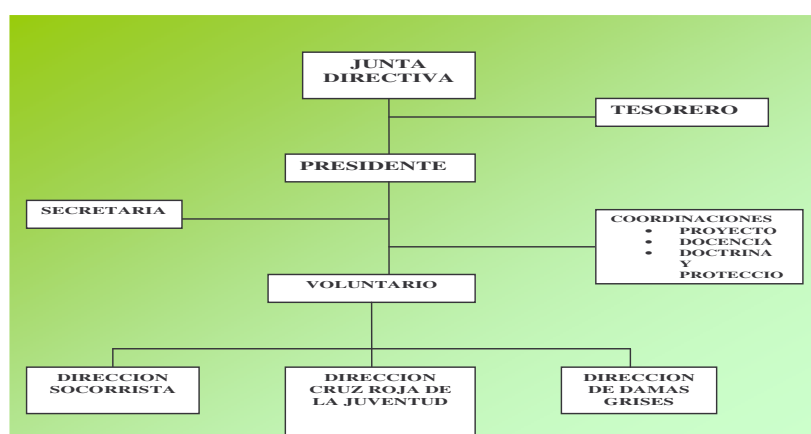 JUNTA
DIRECTIVA
TESORERO
PRESIDENTE
SECRETARIA
COORDINACIONES
• PROYECTO
• DOCENCIA
• DOCTRINA
Y
PROTECCIO
VOLUNTARIO
DIRECCION
SOCORRISTA
DIRECCION
CRUZ ROJA DE
LA JUVENTUD
DIRECCION
DE DAMAS
GRISES